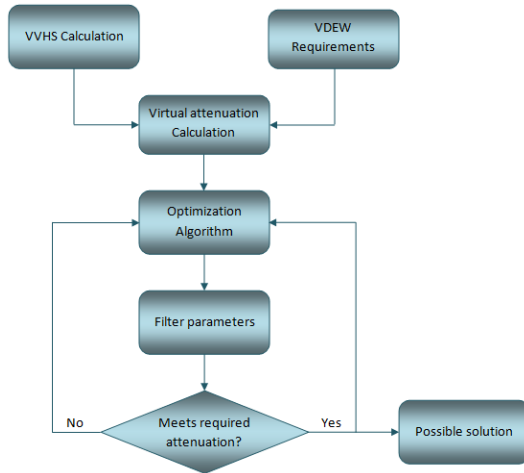 VVHS Calculation
VDEW
Requirements
Virtual attenuation
Calculation
Optimization
Algorithm
Filter parameters
Meets required
attenuation?
No
Yes
Possible solution